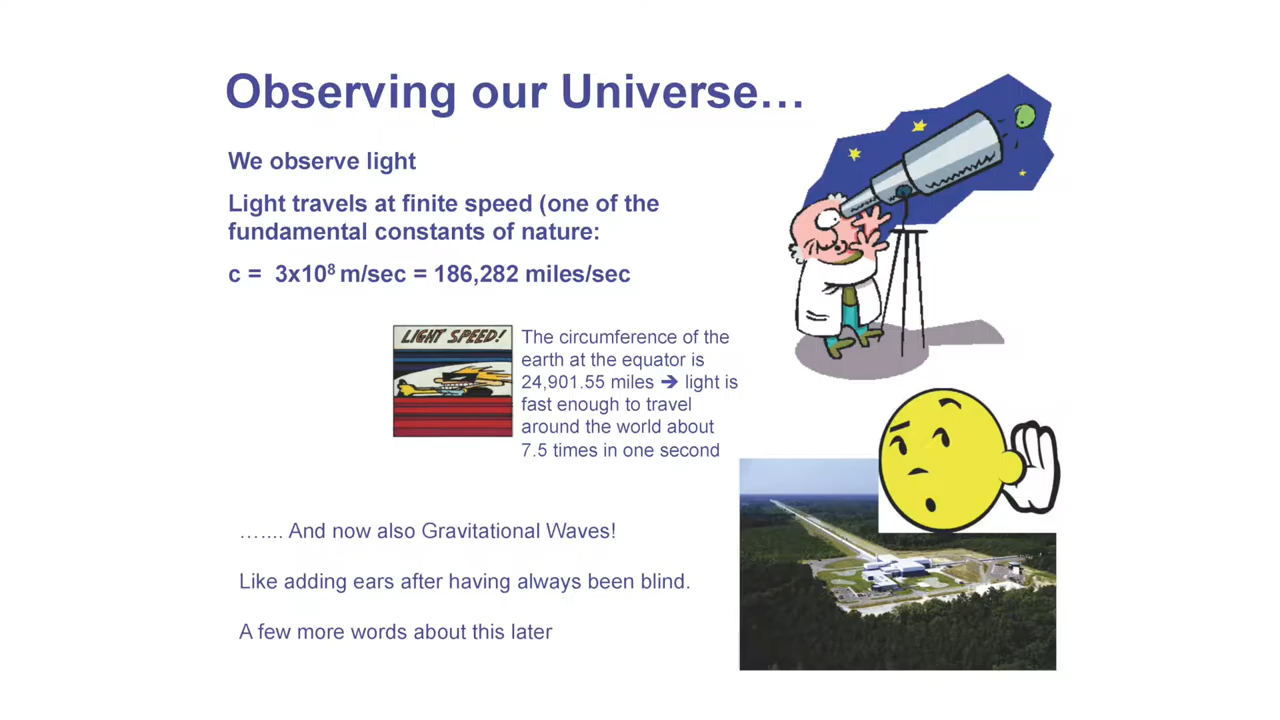 Observing our Universe…
We observe light
Light travels at finite speed (one of the
fundamental constants of nature:
c = 3x10⁸ m/sec = 186,282 miles/sec
LIGHT SPEED!
The circumference of the
earth at the equator is
24,901.55 miles ➔ light is
fast enough to travel
around the world about
7.5 times in one second
….... And now also Gravitational Waves!
Like adding ears after having always been blind.
A few more words about this later